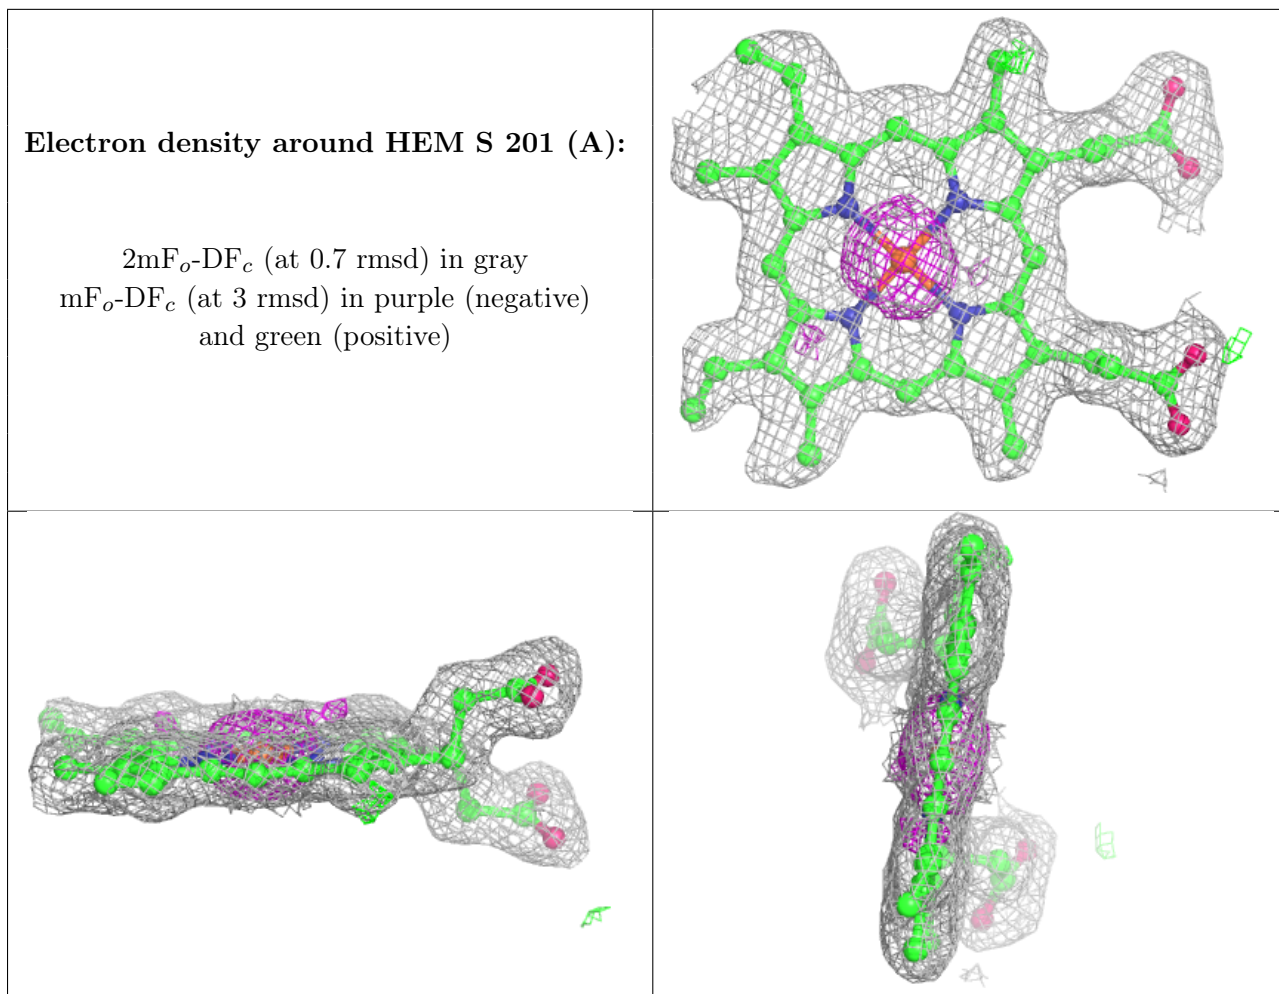 Electron density around HEM S 201 (A):
2mFo-DFc (at 0.7 rmsd) in gray
mFo-DFc (at 3 rmsd) in purple (negative)
and green (positive)